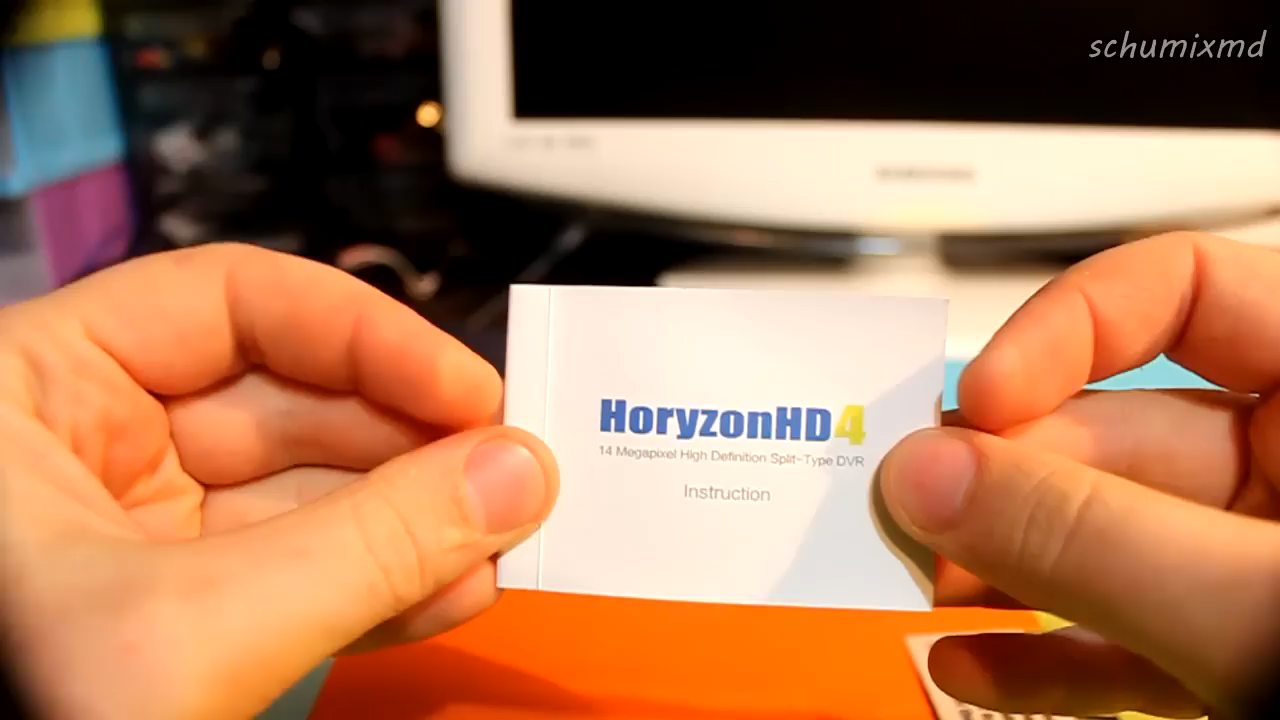 schumixmd
HoryzonHD4
14 Megapixel High Definition Split-Type DVR
Instruction